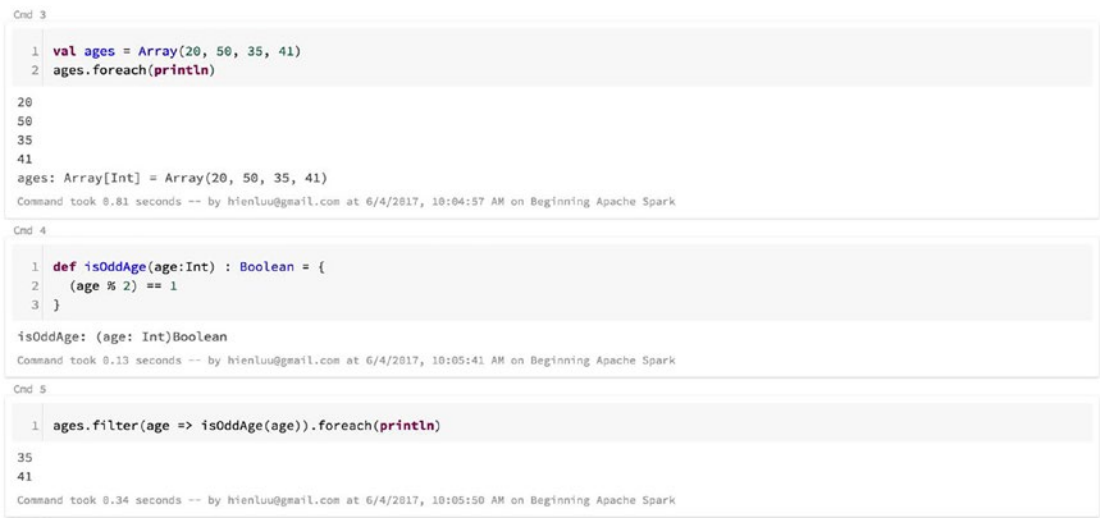 Cmd 3
1 val ages = Array(20, 50, 35, 41)
2 ages.foreach(println)
20
50
35
41
ages: Array[Int] = Array(20, 50, 35, 41)
Command took 0.81 seconds -- by hienluu@gmail.com at 6/4/2017, 10:04:57 AM on Beginning Apache Spark
Cmd 4
1 def isOddAge(age:Int) : Boolean = {
2 (age % 2) == 1
3 }
isOddAge: (age: Int)Boolean
Command took 0.13 seconds -- by hienluu@gmail.com at 6/4/2017, 10:05:41 AM on Beginning Apache Spark
Cmd 5
1 ages.filter(age => isOddAge(age)).foreach(println)
35
41
Command took 0.34 seconds -- by hienluu@gmail.com at 6/4/2017, 10:05:50 AM on Beginning Apache Spark